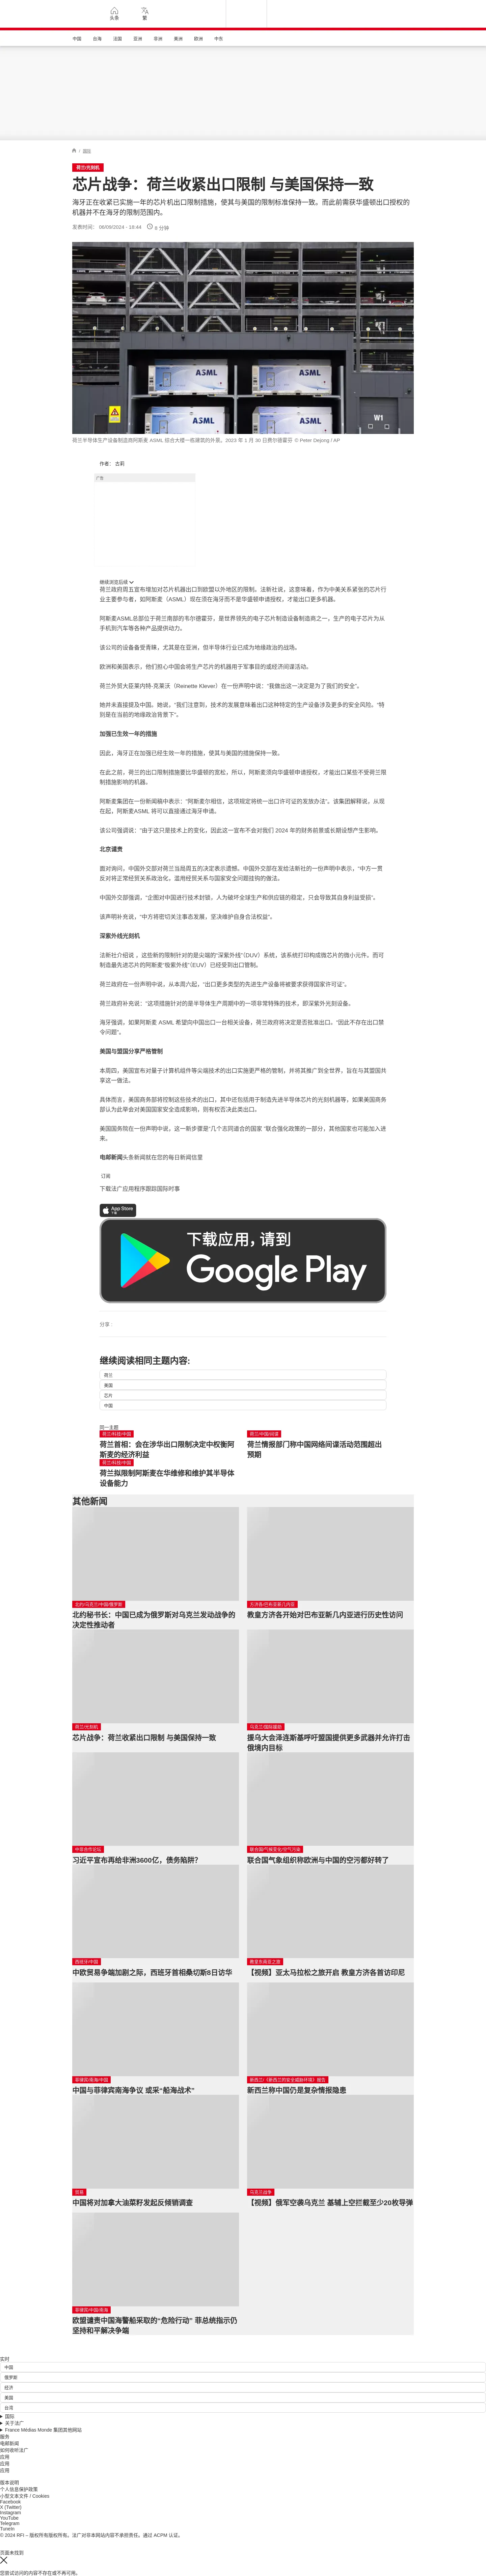 头条
繁
中国 台湾 法国 亚洲 非洲 美洲 欧洲 中东
/ 国际
荷兰/光刻机
芯片战争：荷兰收紧出口限制 与美国保持一致
海牙正在收紧已实施一年的芯片机出口限制措施，使其与美国的限制标准保持一致。而此前需获华盛顿出口授权的
机器并不在海牙的限制范围内。
发表时间： 06/09/2024 - 18:44 8 分钟
ASML
ASML
ASML
ASML
W1
荷兰半导体生产设备制造商阿斯麦 ASML 综合大楼一栋建筑的外景。2023 年 1 月 30 日费尔德霍芬 © Peter Dejong / AP
作者： 古莉
广告
继续浏览后续
荷兰政府周五宣布增加对芯片机器出口到欧盟以外地区的限制。法新社说，这意味着，作为中美关系紧张的芯片行
业主要参与者，如阿斯麦（ASML）现在须在海牙而不是华盛顿申请授权，才能出口更多机器。
阿斯麦ASML总部位于荷兰南部的韦尔德霍芬，是世界领先的电子芯片制造设备制造商之一，生产的电子芯片为从
手机到汽车等各种产品提供动力。
该公司的设备备受青睐，尤其是在亚洲，但半导体行业已成为地缘政治的战场。
欧洲和美国表示，他们担心中国会将生产芯片的机器用于军事目的或经济间谍活动。
荷兰外贸大臣莱内特·克莱沃（Reinette Klever）在一份声明中说：“我做出这一决定是为了我们的安全”。
她并未直接提及中国。她说，“我们注意到，技术的发展意味着出口这种特定的生产设备涉及更多的安全风险，“特
别是在当前的地缘政治背景下”。
加强已生效一年的措施
因此，海牙正在加强已经生效一年的措施，使其与美国的措施保持一致。
在此之前，荷兰的出口限制措施要比华盛顿的宽松，所以，阿斯麦须向华盛顿申请授权，才能出口某些不受荷兰限
制措施影响的机器。
阿斯麦集团在一份新闻稿中表示：“阿斯麦尔相信，这项规定将统一出口许可证的发放办法”。该集团解释说，从现
在起，阿斯麦ASML 将可以直接通过海牙申请。
该公司强调说：“由于这只是技术上的变化，因此这一宣布不会对我们 2024 年的财务前景或长期设想产生影响。
北京谴责
面对询问，中国外交部对荷兰当局周五的决定表示遗憾。中国外交部在发给法新社的一份声明中表示，“中方一贯
反对将正常经贸关系政治化，滥用经贸关系与国家安全问题挂钩的做法。
中国外交部强调，“企图对中国进行技术封锁，人为破坏全球生产和供应链的稳定，只会导致其自身利益受损”。
该声明补充说，“中方将密切关注事态发展，坚决维护自身合法权益”。
深紫外线光刻机
法新社介绍说 ，这些新的限制针对的是尖端的“深紫外线”（DUV）系统，该系统打印构成微芯片的微小元件。而可
制造最先进芯片的阿斯麦“极紫外线”（EUV）已经受到出口管制。
荷兰政府在一份声明中说，从本周六起，“出口更多类型的先进生产设备将被要求获得国家许可证”。
荷兰政府补充说：“这项措施针对的是半导体生产周期中的一项非常特殊的技术，即深紫外光刻设备。
海牙强调，如果阿斯麦 ASML 希望向中国出口一台相关设备，荷兰政府将决定是否批准出口。“因此不存在出口禁
令问题”。
美国与盟国分享严格管制
本周四，美国宣布对量子计算机组件等尖端技术的出口实施更严格的管制，并将其推广到全世界，旨在与其盟国共
享这一做法。
具体而言，美国商务部将控制这些技术的出口，其中还包括用于制造先进半导体芯片的光刻机器等，如果美国商务
部认为此举会对美国国家安全造成影响，则有权否决此类出口。
美国国务院在一份声明中说，这一新步骤是“几个志同道合的国家 ”联合强化政策的一部分，其他国家也可能加入进
来。
电邮新闻头条新闻就在您的每日新闻信里
订阅
下载法广应用程序跟踪国际时事
App Store
下载
下载应用，请到
Google Play
分享 :
继续阅读相同主题内容:
荷兰
美国
芯片
中国
同一主题
荷兰/科技/中国
荷兰首相：会在涉华出口限制决定中权衡阿
斯麦的经济利益
荷兰/中国/间谍
荷兰情报部门称中国网络间谍活动范围超出
预期
荷兰/科技/中国
荷兰拟限制阿斯麦在华维修和维护其半导体
设备能力
其他新闻
北约/乌克兰/中国/俄罗斯
北约秘书长：中国已成为俄罗斯对乌克兰发动战争的
决定性推动者
方济各/巴布亚新几内亚
教皇方济各开始对巴布亚新几内亚进行历史性访问
荷兰/光刻机
芯片战争：荷兰收紧出口限制 与美国保持一致
乌克兰/国际援助
援乌大会泽连斯基呼吁盟国提供更多武器并允许打击
俄境内目标
中非合作论坛
习近平宣布再给非洲3600亿，债务陷阱？
联合国/气候变化/空气污染
联合国气象组织称欧洲与中国的空污都好转了
西班牙/中国
中欧贸易争端加剧之际，西班牙首相桑切斯8日访华
教皇东南亚之旅
【视频】亚太马拉松之旅开启 教皇方济各首访印尼
菲律宾/南海/中国
中国与菲律宾南海争议 或采“船海战术”
新西兰/《新西兰的安全威胁环境》报告
新西兰称中国仍是复杂情报隐患
贸易
中国将对加拿大油菜籽发起反倾销调查
乌克兰战争
【视频】俄军空袭乌克兰 基辅上空拦截至少20枚导弹
菲律宾/中国/南海
欧盟谴责中国海警船采取的“危险行动” 菲总统指示仍
坚持和平解决争端
实时
中国
俄罗斯
经济
美国
台湾
国际
关于法广
France Médias Monde 集团其他网站
服务
电邮新闻
如何收听法广
应用
应用
应用
版本说明
个人信息保护政策
小型文本文件 / Cookies
Facebook
X (Twitter)
Instagram
YouTube
Telegram
TuneIn
© 2024 RFI – 版权所有版权所有。法广对非本网站内容不承担责任。通过 ACPM 认证。
页面未找到
您尝试访问的内容不存在或不再可用。